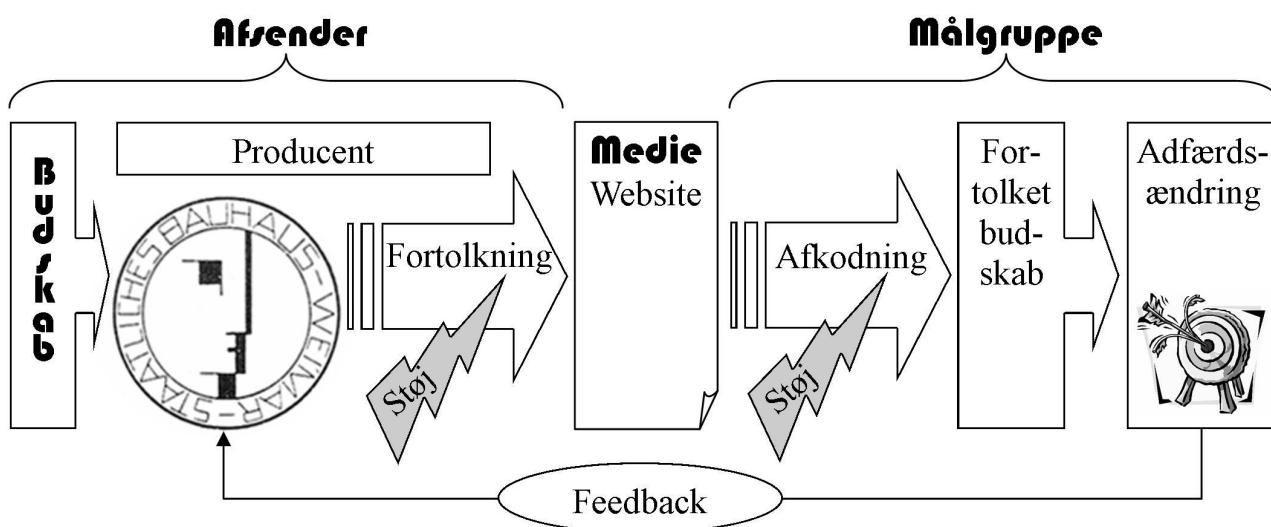 Afsender
Målgruppe
Budskab
Producent
STAATLICHES BAUHAUS-WEIMAR-
Fortolkning
Støj
Medie
Website
Afkodning
Støj
For-
tolket
bud-
skab
Adfærds-
ændring
Feedback